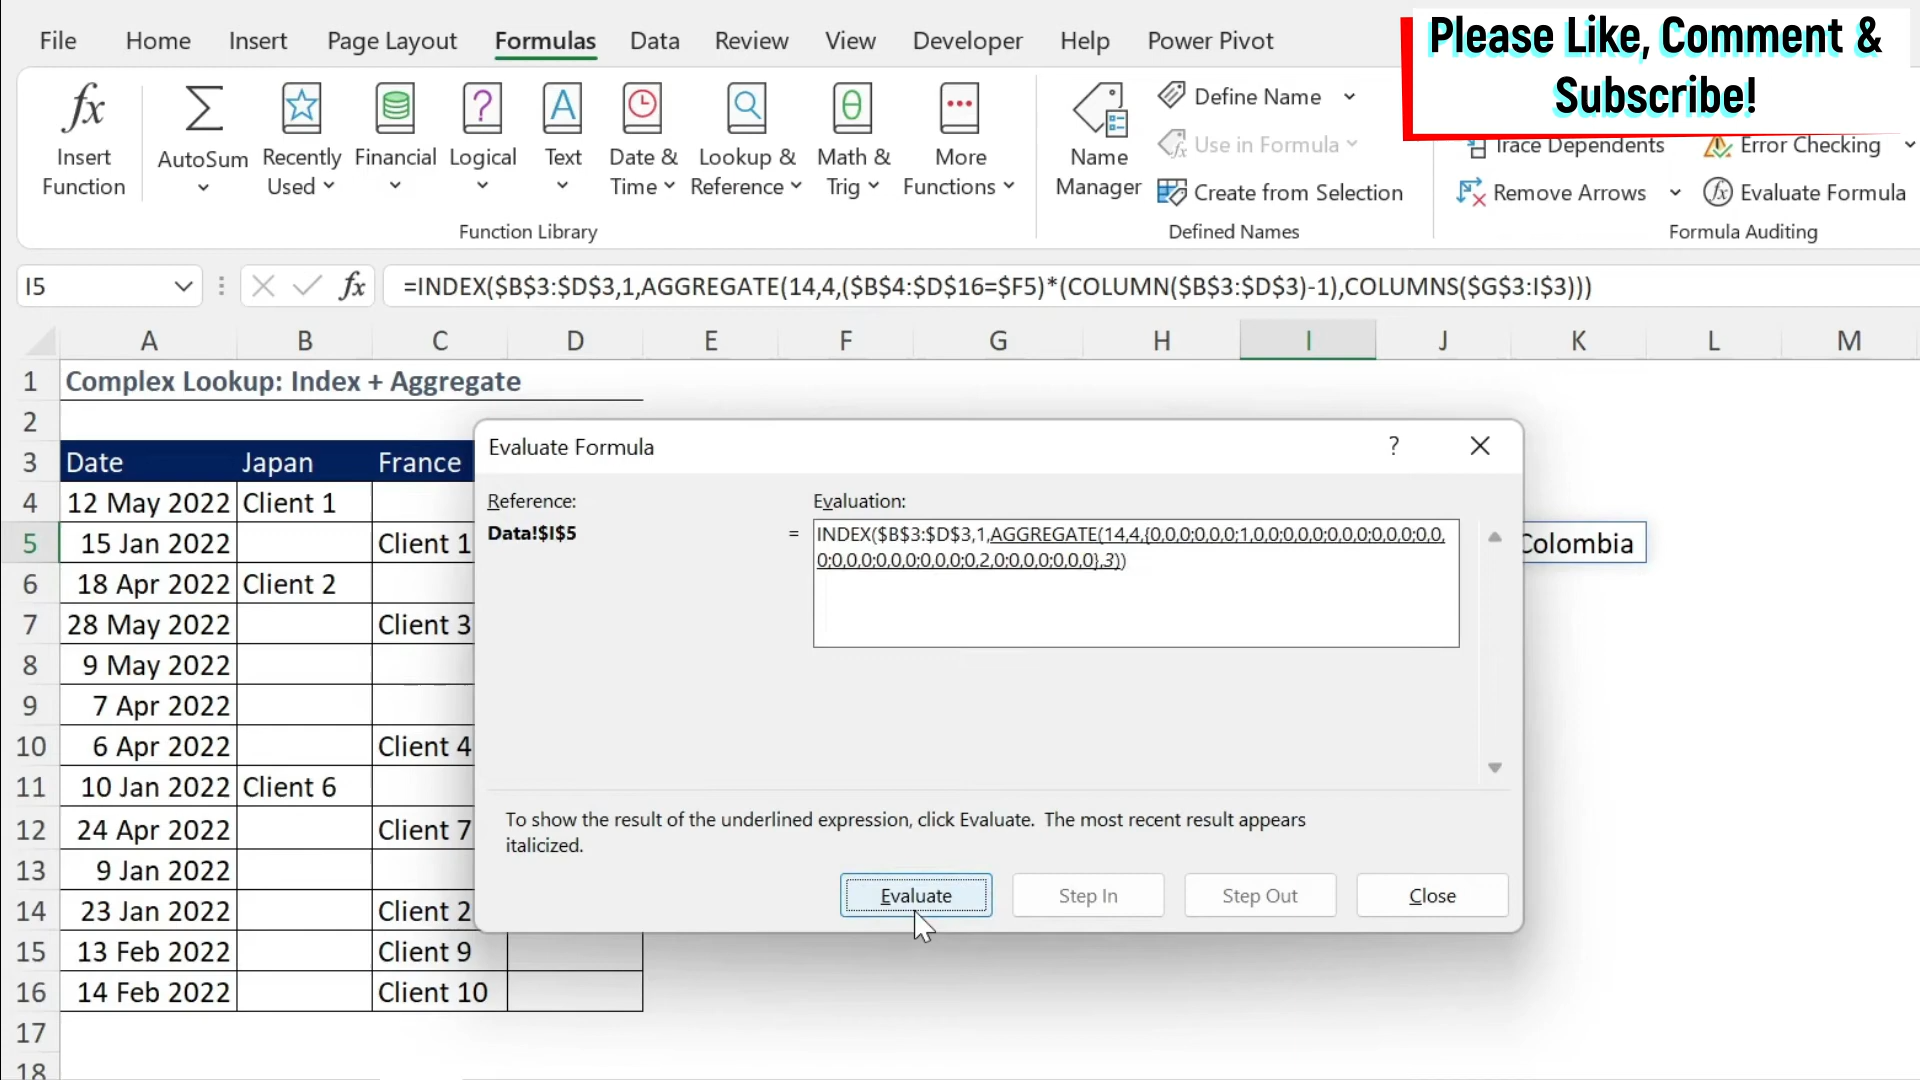 Please Like, Comment &
Subscribe!
File Home Insert Page Layout Formulas Data Review View Developer Help Power Pivot
Insert
Function
AutoSum
Recently
Used
Financial
Logical
Text
Date &
Time
Lookup &
Reference
Math &
Trig
More
Functions
Function Library
Name
Manager
Define Name
Use in Formula
Create from Selection
Defined Names
Trace Dependents
Remove Arrows
Error Checking
Evaluate Formula
Formula Auditing
I5 fx =INDEX($B$3:$D$3,1,AGGREGATE(14,4,($B$4:$D$16=$F5)*(COLUMN($B$3:$D$3)-1),COLUMNS($G$3:I$3)))
A B C D E F G H I J K L M
1 Complex Lookup: Index + Aggregate
2
3 Date Japan France
4 12 May 2022 Client 1
5 15 Jan 2022 Client 1 Colombia
6 18 Apr 2022 Client 2
7 28 May 2022 Client 3
8 9 May 2022
9 7 Apr 2022
10 6 Apr 2022 Client 4
11 10 Jan 2022 Client 6
12 24 Apr 2022 Client 7
13 9 Jan 2022
14 23 Jan 2022 Client 2
15 13 Feb 2022 Client 9
16 14 Feb 2022 Client 10
17
18
Evaluate Formula ?
Reference: Evaluation:
Data!$I$5 = INDEX($B$3:$D$3,1,AGGREGATE(14,4,{0,0,0;0,0,0;1,0,0;0,0,0;0,0,0;0,0,0;0,0,
0;0,0,0;0,0,0;0,0,0;0,2,0;0,0,0;0,0,0},3))
To show the result of the underlined expression, click Evaluate. The most recent result appears
italicized.
Evaluate Step In Step Out Close